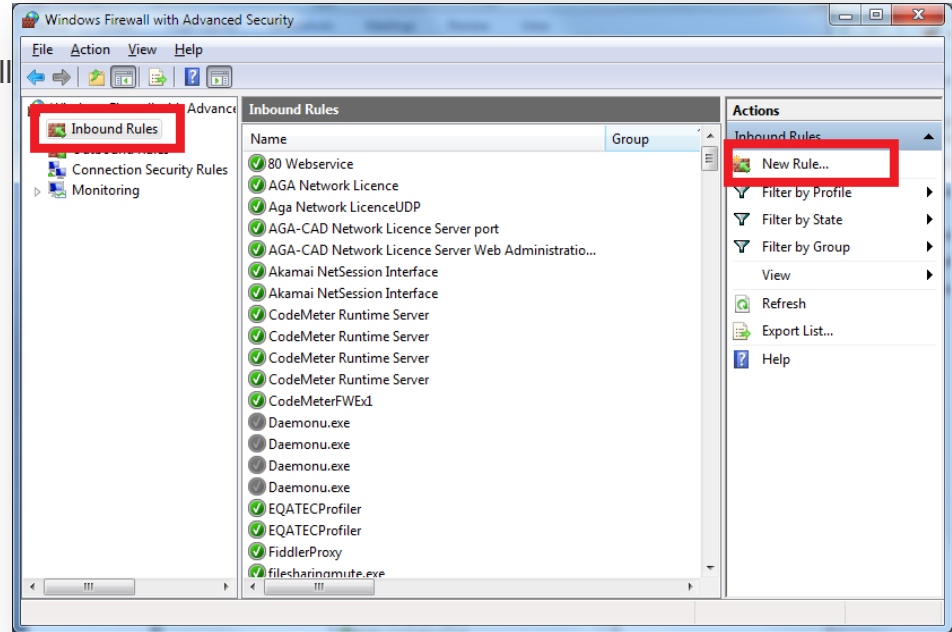 Windows Firewall with Advanced Security
File Action View Help
ll
Advance
Inbound Rules
Connection Security Rules
Monitoring
Inbound Rules
Name Group
80 Webservice
AGA Network Licence
Aga Network LicenceUDP
AGA-CAD Network Licence Server port
AGA-CAD Network Licence Server Web Administratio...
Akamai NetSession Interface
Akamai NetSession Interface
CodeMeter Runtime Server
CodeMeter Runtime Server
CodeMeter Runtime Server
CodeMeter Runtime Server
CodeMeterFWEx1
Daemonu.exe
Daemonu.exe
Daemonu.exe
Daemonu.exe
EQATECProfiler
EQATECProfiler
FiddlerProxy
filesharingmute.exe
Actions
Inbound Rules
New Rule...
Filter by Profile
Filter by State
Filter by Group
View
Refresh
Export List...
Help